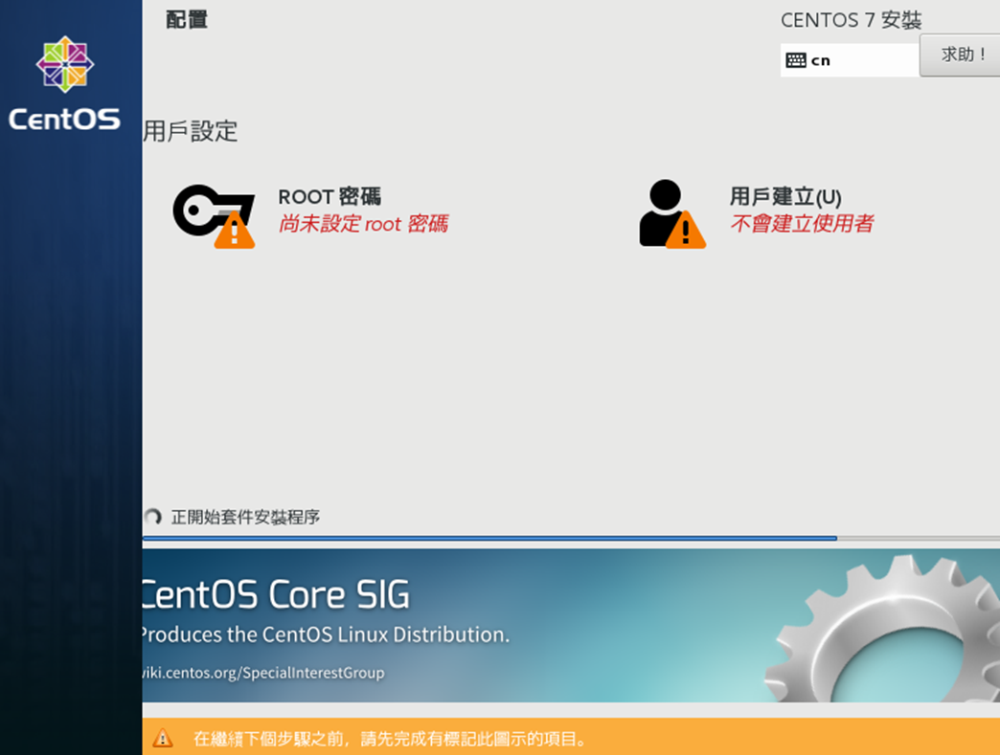 配置
CENTOS 7 安裝
cn
求助！
CentOS
用戶設定
ROOT 密碼
尚未設定 root 密碼
用戶建立(U)
不會建立使用者
正開始套件安裝程序
CentOS Core SIG
Produces the CentOS Linux Distribution.
wiki.centos.org/SpecialInterestGroup
在繼續下個步驟之前，請先完成有標記此圖示的項目。